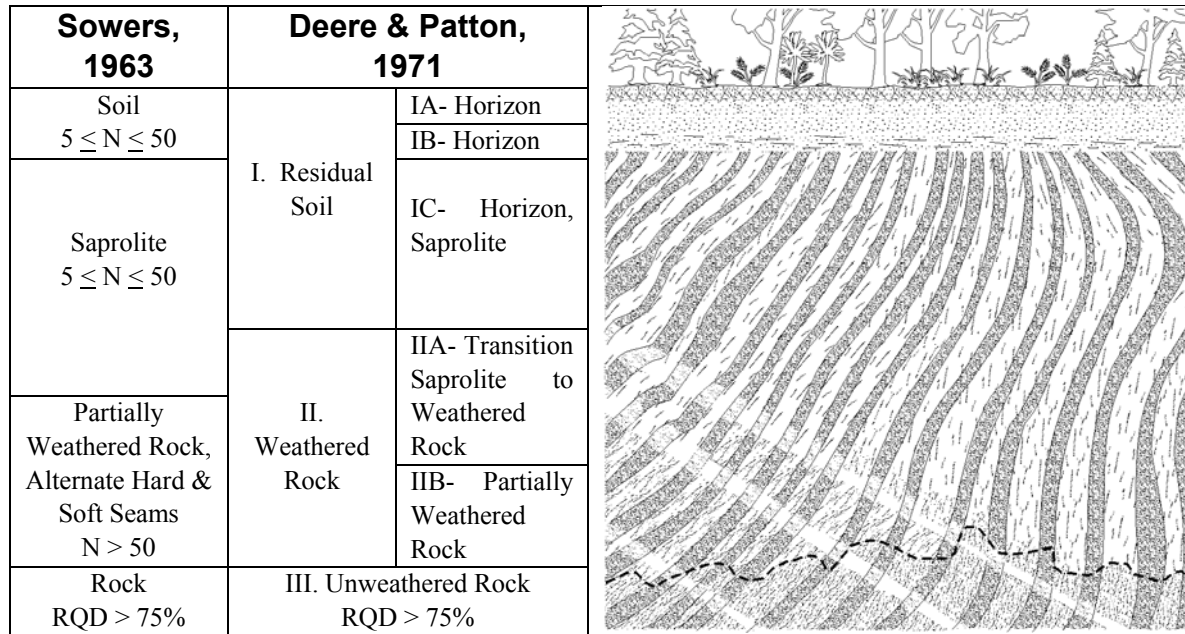 Sowers,
1963
Deere & Patton,
1971
Soil
5 ≤ N ≤ 50
I. Residual
Soil
IA- Horizon
IB- Horizon
Saprolite
5 ≤ N ≤ 50
IC- Horizon,
Saprolite
Partially
Weathered Rock,
Alternate Hard &
Soft Seams
N > 50
II.
Weathered
Rock
IIA- Transition
Saprolite to
Weathered
Rock
IIB- Partially
Weathered
Rock
Rock
RQD > 75%
III. Unweathered Rock
RQD > 75%